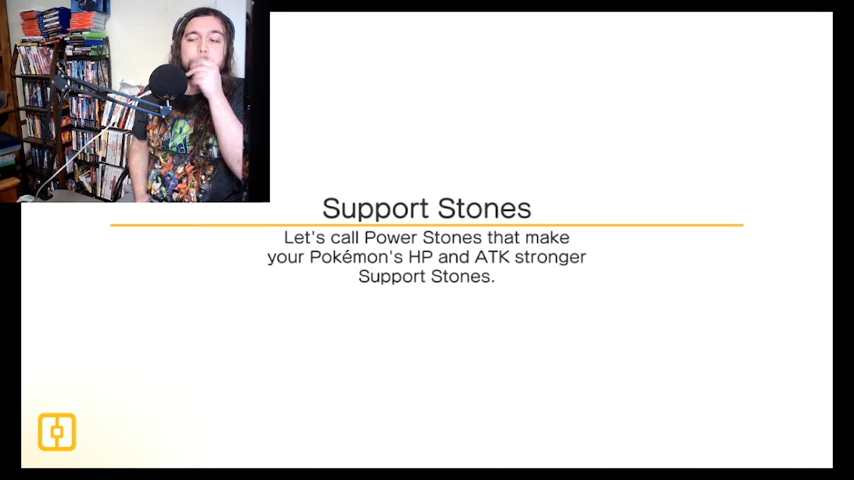 Support Stones
Let's call Power Stones that make
your Pokémon's HP and ATK stronger
Support Stones.